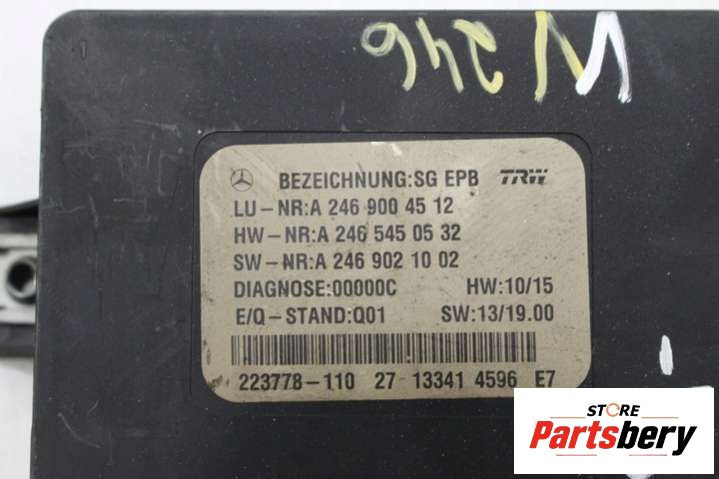 W 246
BEZEICHNUNG:SG EPB TRW
LU-NR:A 246 900 45 12
HW-NR:A 246 545 05 32
SW-NR:A 246 902 10 02
DIAGNOSE:00000C HW:10/15
E/Q-STAND:Q01 SW:13/19.00
223778-110 27 13341 4596 E7
STORE
Partsbery